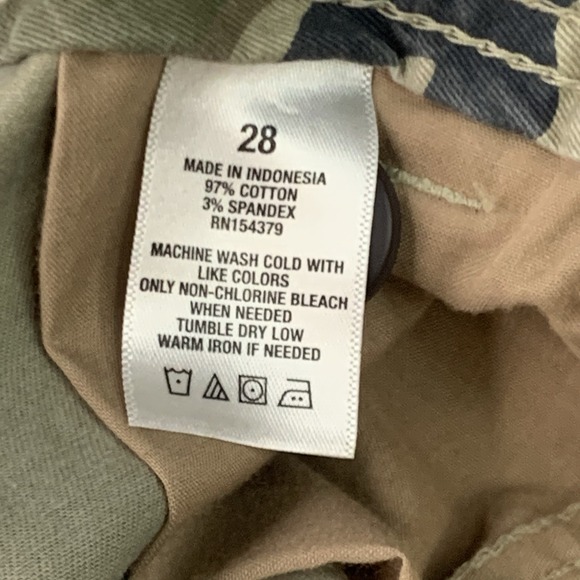 28
MADE IN INDONESIA
97% COTTON
3% SPANDEX
RN154379
MACHINE WASH COLD WITH
LIKE COLORS
ONLY NON-CHLORINE BLEACH
WHEN NEEDED
TUMBLE DRY LOW
WARM IRON IF NEEDED